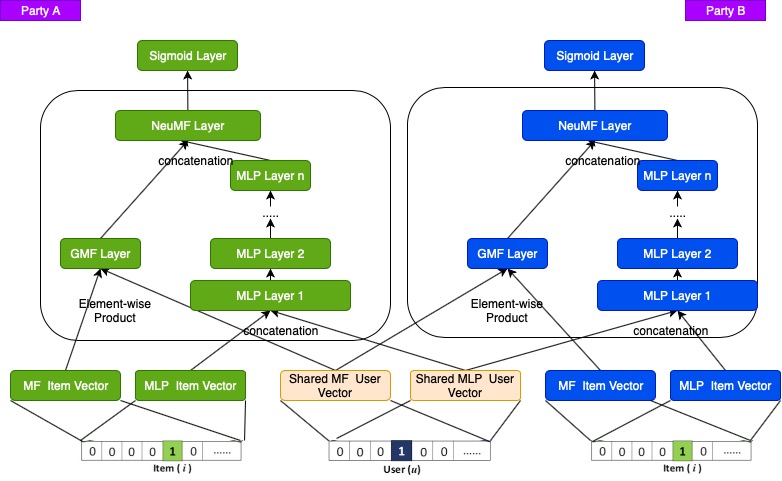 Party A
Party B
Sigmoid Layer
Sigmoid Layer
NeuMF Layer
NeuMF Layer
concatenation
concatenation
MLP Layer n
MLP Layer n
.....
.....
GMF Layer
MLP Layer 2
GMF Layer
MLP Layer 2
MLP Layer 1
MLP Layer 1
Element-wise
Product
Element-wise
Product
concatenation
concatenation
MF Item Vector
MLP Item Vector
Shared MF User
Vector
Shared MLP User
Vector
MF Item Vector
MLP Item Vector
0 0 0 0 1 0 ......
0 0 0 1 0 0 ......
0 0 0 0 1 0 ......
Item ( i )
User (u)
Item ( i )